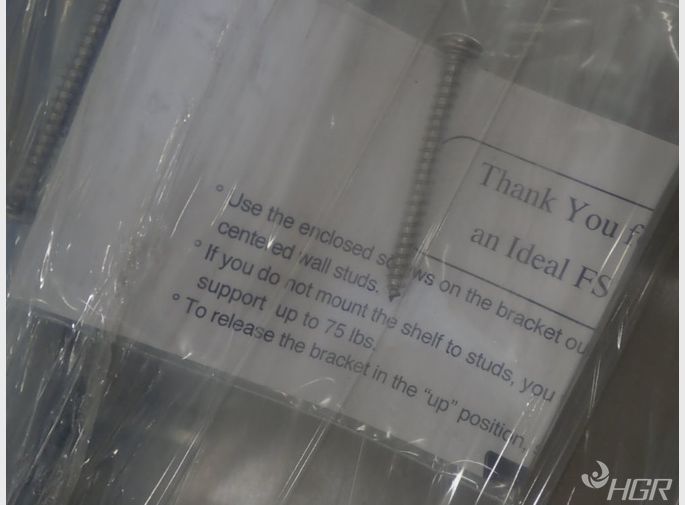 Thank You f
an Ideal FS
° Use the enclosed screws on the bracket ou
centered wall studs.
° If you do not mount the shelf to studs, you
support up to 75 lbs.
° To release the bracket in the “up” position,
HGR